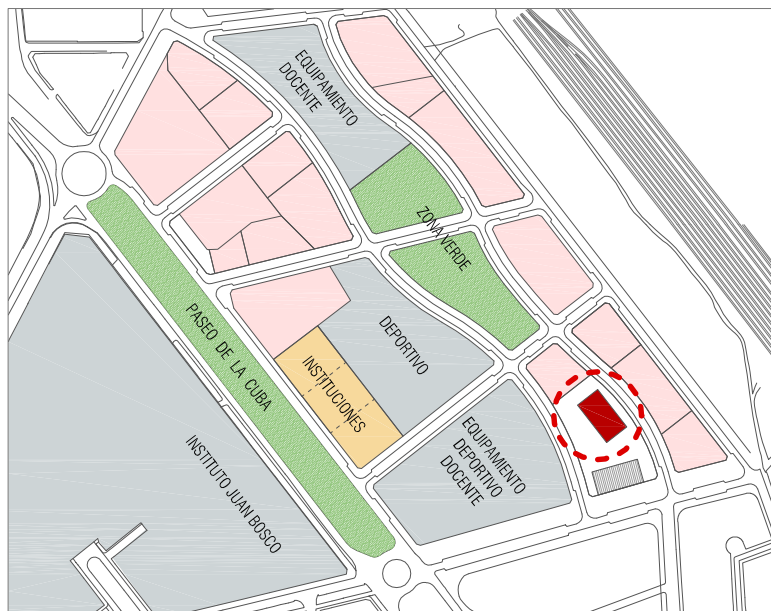 EQUIPAMIENTO
DOCENTE
ZONA VERDE
PASEO DE LA CUBA
DEPORTIVO
INSTITUCIONES
EQUIPAMIENTO
DEPORTIVO
DOCENTE
INSTITUTO JUAN BOSCO